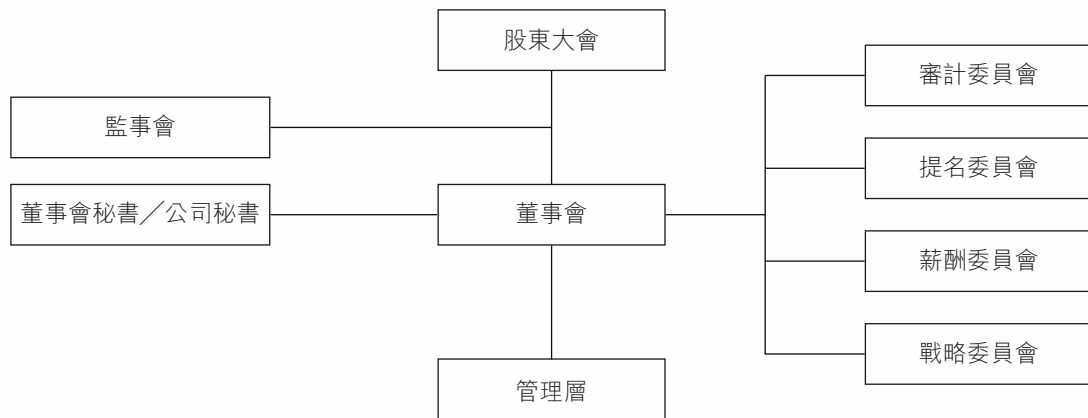 股東大會
審計委員會
監事會
提名委員會
董事會秘書／公司秘書
董事會
薪酬委員會
戰略委員會
管理層